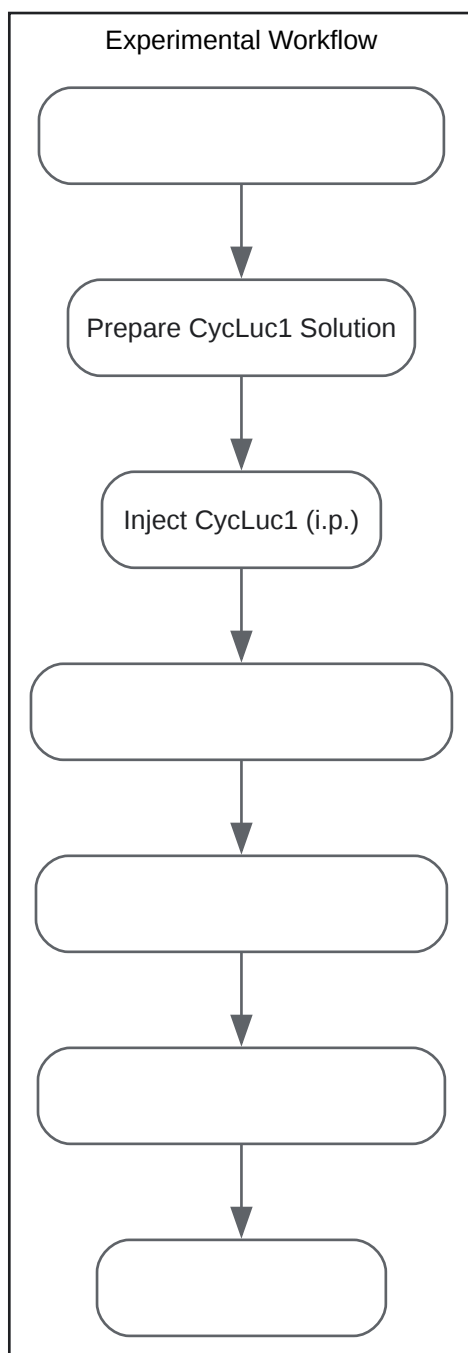 Experimental Workflow
Prepare CycLuc1 Solution
Inject CycLuc1 (i.p.)